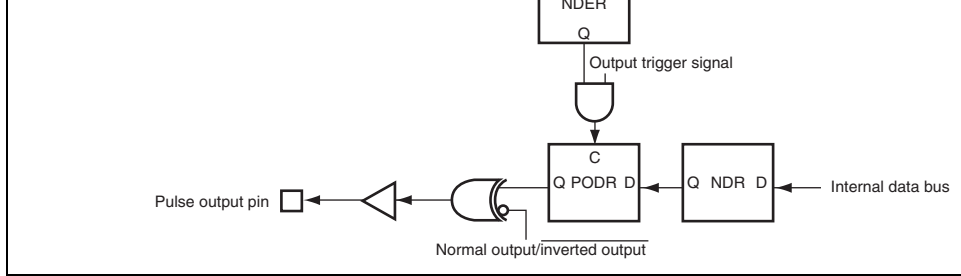 NDER
Q
Output trigger signal
C
Q PODR D
Q NDR D
Internal data bus
Pulse output pin
Normal output/inverted output